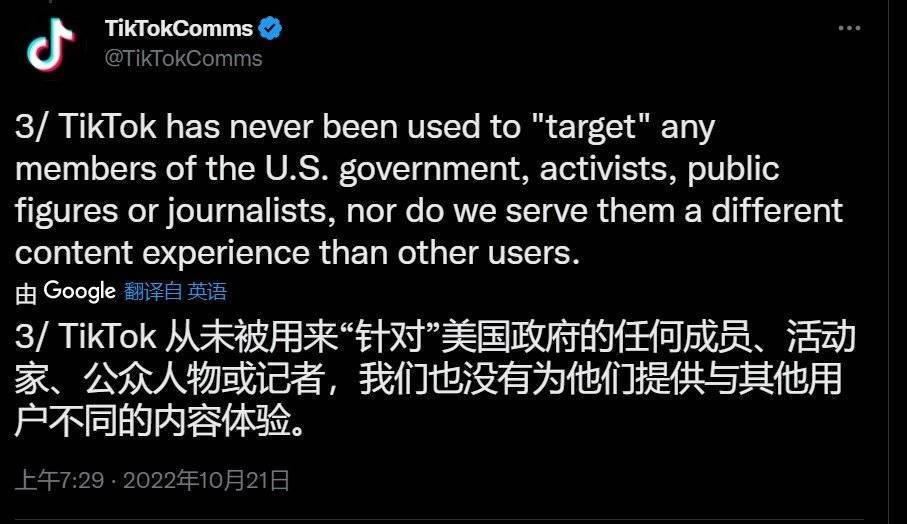 TikTokComms
@TikTokComms
3/ TikTok has never been used to "target" any
members of the U.S. government, activists, public
figures or journalists, nor do we serve them a different
content experience than other users.
由 Google 翻译自 英语
3/ TikTok 从未被用来“针对”美国政府的任何成员、活动
家、公众人物或记者，我们也没有为他们提供与其他用
户不同的内容体验。
上午7:29 · 2022年10月21日